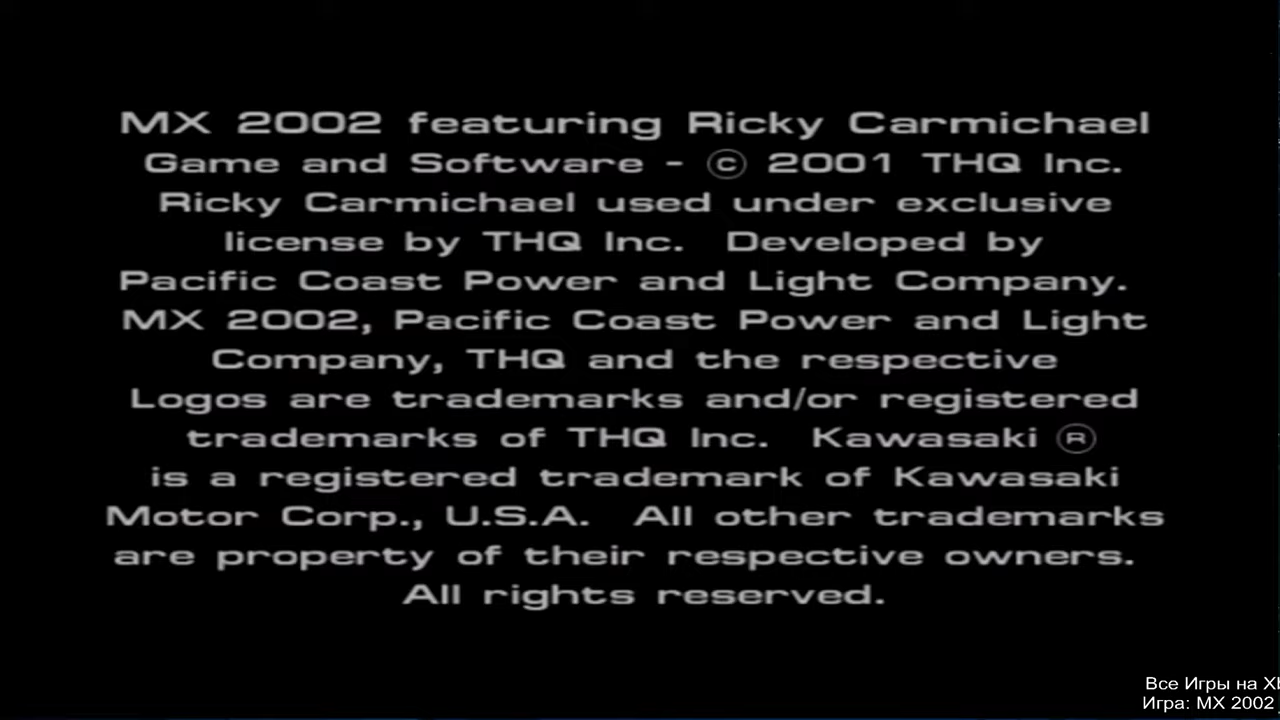 MX 2002 featuring Ricky Carmichael
Game and Software - © 2001 THQ Inc.
Ricky Carmichael used under exclusive
license by THQ Inc. Developed by
Pacific Coast Power and Light Company.
MX 2002, Pacific Coast Power and Light
Company, THQ and the respective
Logos are trademarks and/or registered
trademarks of THQ Inc. Kawasaki ®
is a registered trademark of Kawasaki
Motor Corp., U.S.A. All other trademarks
are property of their respective owners.
All rights reserved.
Все Игры на
Игра: MX 2002